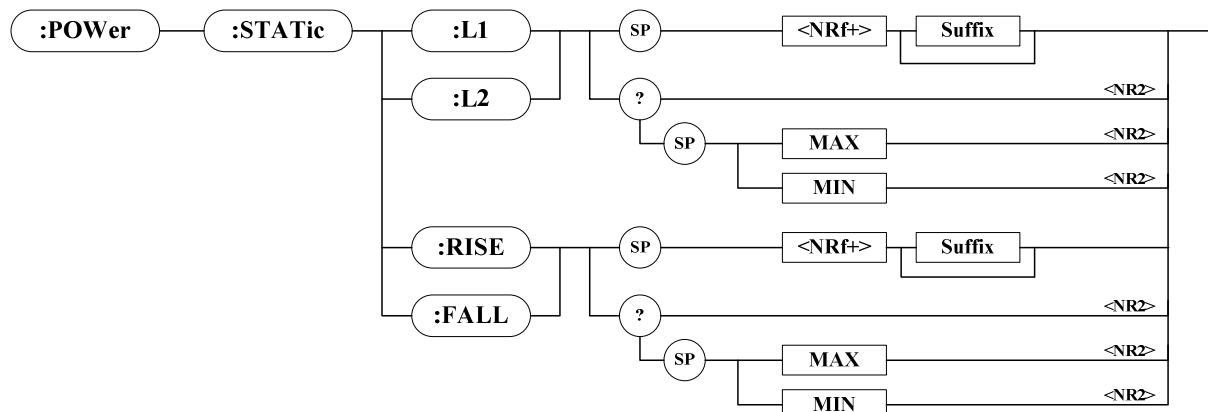 :POWer :STATic :L1 SP <NRf+> Suffix
:L2 ? <NR2>
SP MAX <NR2>
MIN <NR2>
:RISE SP <NRf+> Suffix
:FALL ? <NR2>
SP MAX <NR2>
MIN <NR2>